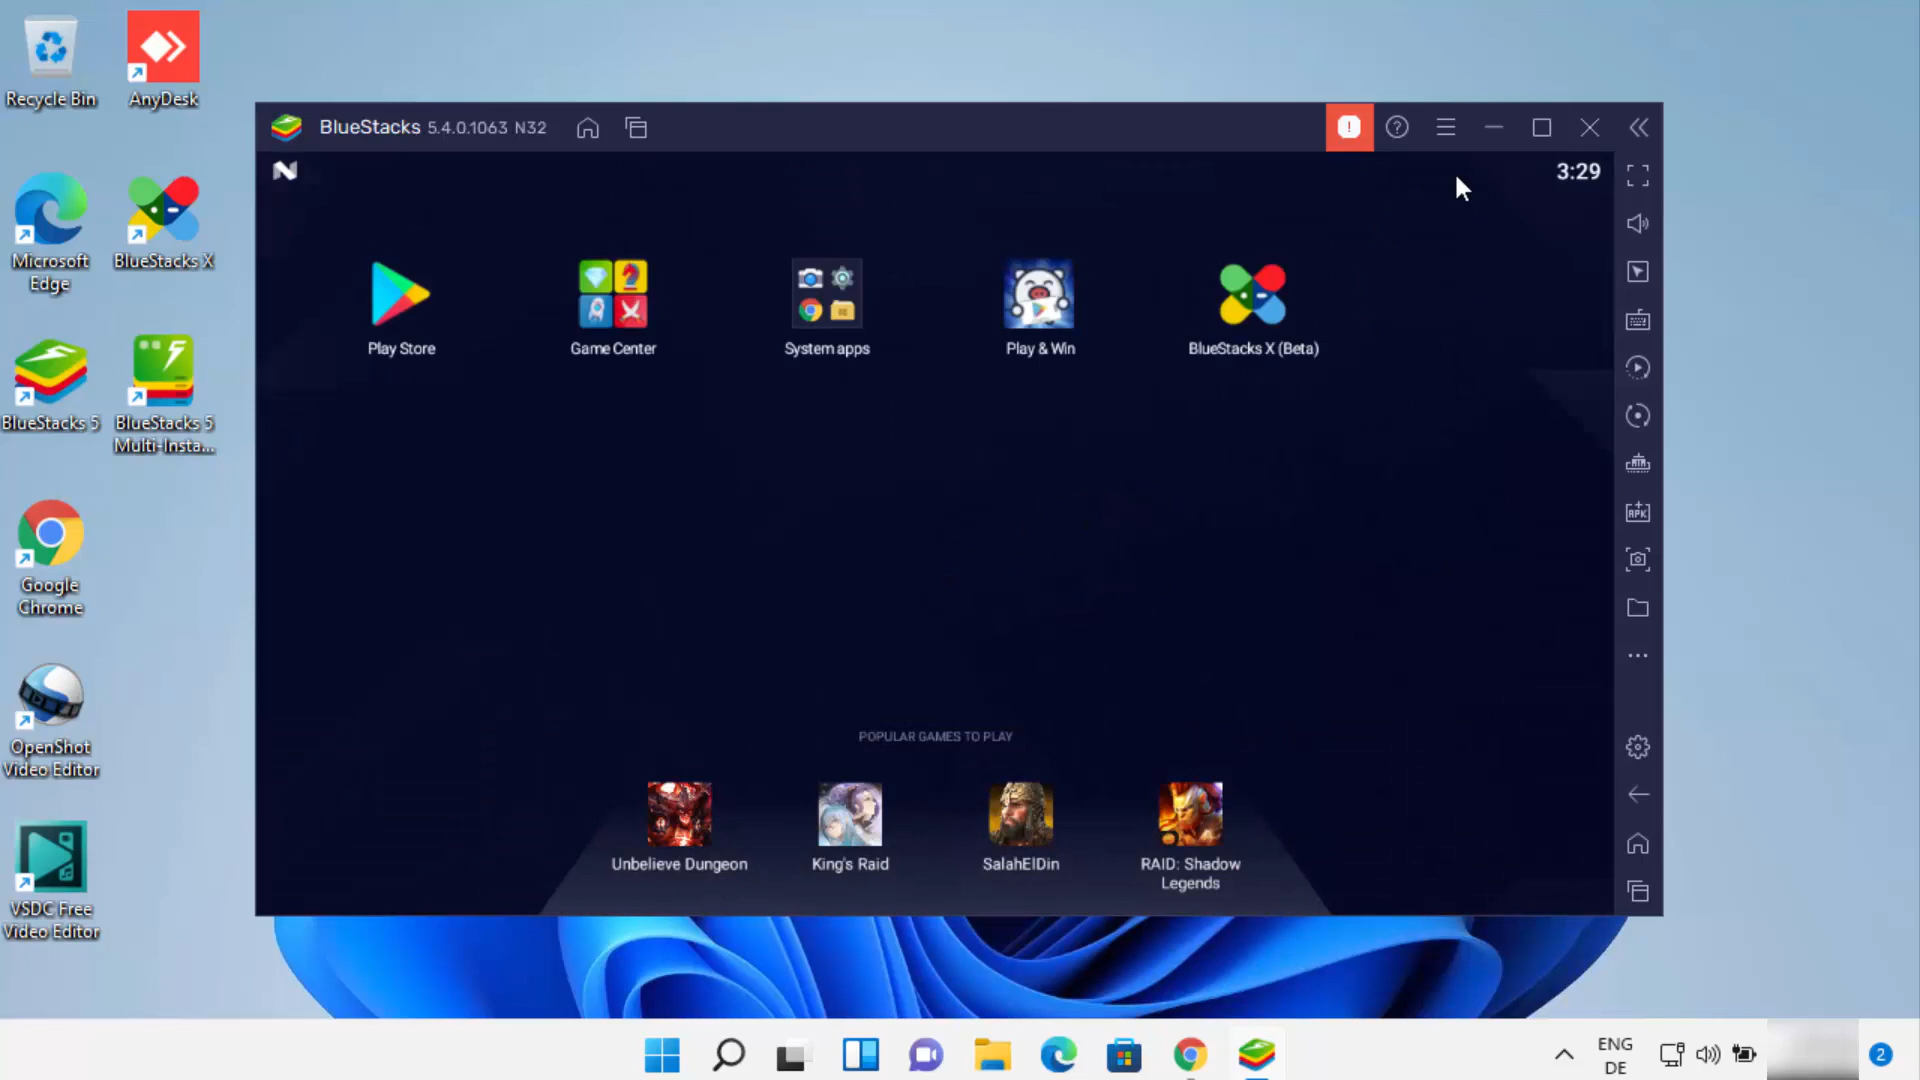 Recycle Bin
AnyDesk
Microsoft
Edge
BlueStacks X
BlueStacks 5
BlueStacks 5
Multi-Insta...
Google
Chrome
OpenShot
Video Editor
VSDC Free
Video Editor
BlueStacks 5.4.0.1063 N32
3:29
Play Store
Game Center
System apps
Play & Win
BlueStacks X (Beta)
APK
POPULAR GAMES TO PLAY
Unbelieve Dungeon
King's Raid
SalahElDin
RAID: Shadow
Legends
ENG
DE
2